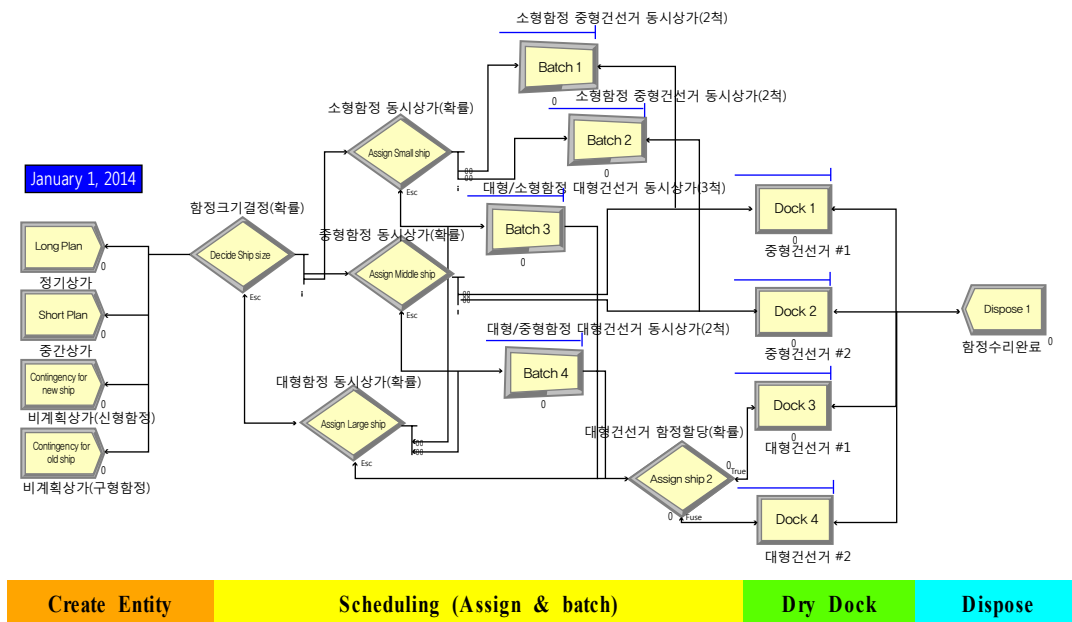 소형함정 중형건선거 동시상가(2척)
Batch 1
0
소형함정 중형건선거 동시상가(2척)
Batch 2
0
소형함정 동시상가(확률)
Assign Small ship
Esc
January 1, 2014
대형/소형함정 대형건선거 동시상가(3척)
Batch 3
0
Dock 1
0
중형건선거 #1
함정크기결정(확률)
Decide Ship size
Esc
중형함정 동시상가(확률)
Assign Middle ship
Esc
Long Plan
0
정기상가
Short Plan
0
중간상가
Contingency for
new ship
0
비계획상가(신형함정)
Contingency for
old ship
0
비계획상가(구형함정)
Dock 2
0
중형건선거 #2
Dispose 1
0
함정수리완료
대형/중형함정 대형건선거 동시상가(2척)
Batch 4
0
대형함정 동시상가(확률)
Assign Large ship
Esc
Dock 3
0
대형건선거 #1
대형건선거 함정할당(확률)
Assign ship 2
0
True
0
Fuse
Dock 4
0
대형건선거 #2
Create Entity
Scheduling (Assign & batch)
Dry Dock
Dispose